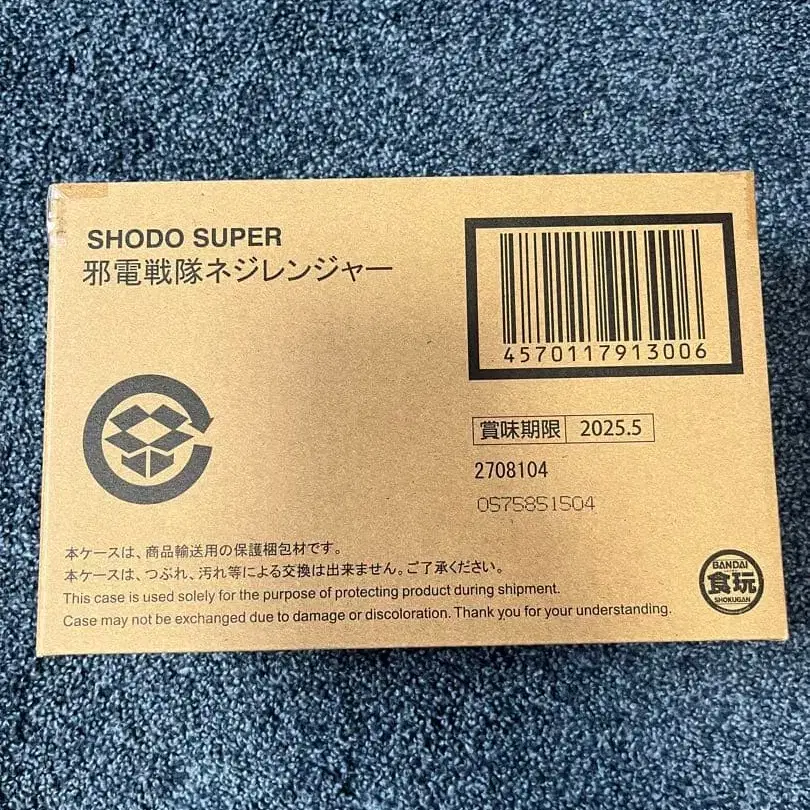 SHODO SUPER
邪電戦隊ネジレンジャー
4570117913006
賞味期限 2025.5
2708104
0575851504
本ケースは、商品輸送用の保護梱包材です。
本ケースは、つぶれ、汚れ等による交換は出来ません。ご了承ください。
This case is used solely for the purpose of protecting product during shipment.
Case may not be exchanged due to damage or discoloration. Thank you for your understanding.
BANDAI
食玩
SHOKUGAN